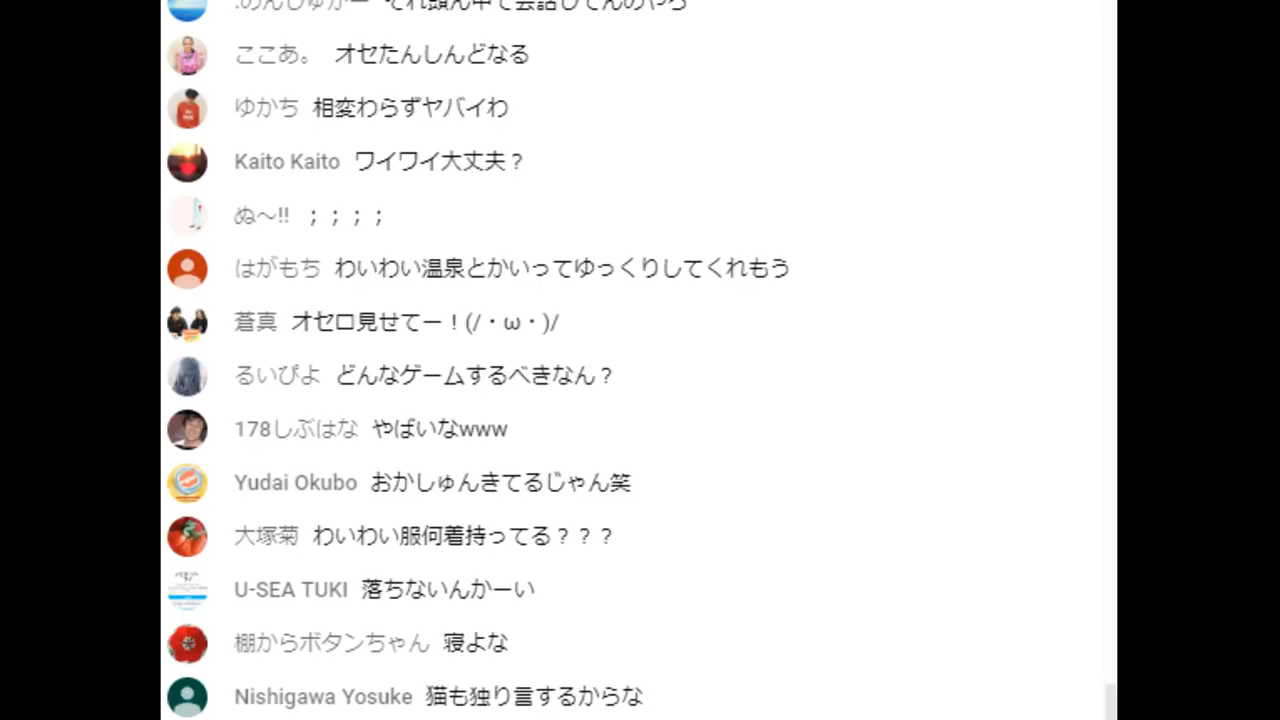 ここあ。 オセたんしんどなる
ゆかち 相変わらずヤバイわ
Kaito Kaito ワイワイ大丈夫？
ぬ〜!! ；；；；
はがもち わいわい温泉とかいってゆっくりしてくれもう
蒼真 オセロ見せてー！(/・ω・)/
るいぴよ どんなゲームするべきなん？
178しぶはな やばいなwww
Yudai Okubo おかしゅんきてるじゃん笑
大塚菊 わいわい服何着持ってる？？？
U-SEA TUKI 落ちないんかーい
棚からボタンちゃん 寝よな
Nishigawa Yosuke 猫も独り言するからな